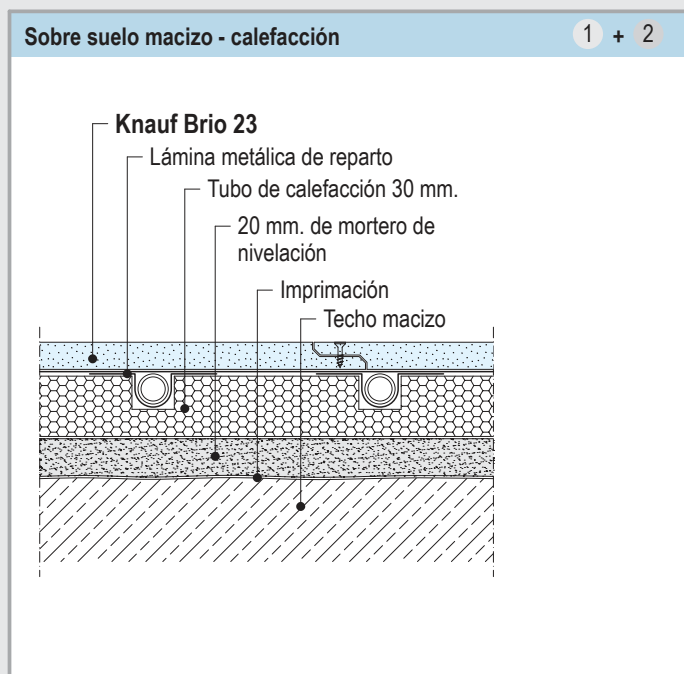 Sobre suelo macizo - calefacción 1 + 2
Knauf Brio 23
Lámina metálica de reparto
Tubo de calefacción 30 mm.
20 mm. de mortero de
nivelación
Imprimación
Techo macizo